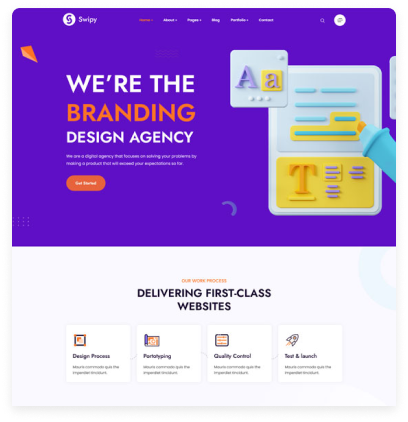 Swipy
Home + About + Pages + Blog Portfolio + Contact
WE'RE THE
BRANDING
DESIGN AGENCY
We are a digital agency that focuses on solving your problems by
making a product that will exceed your expectations so far.
Get Started
A a
T
OUR WORK PROCESS
DELIVERING FIRST-CLASS
WEBSITES
Design Process Portotyping Quality Control Test & launch
Mauris commodo quis the Mauris commodo quis the Mauris commodo quis the Mauris commodo quis the
imperdiet tincidunt. imperdiet tincidunt. imperdiet tincidunt. imperdiet tincidunt.